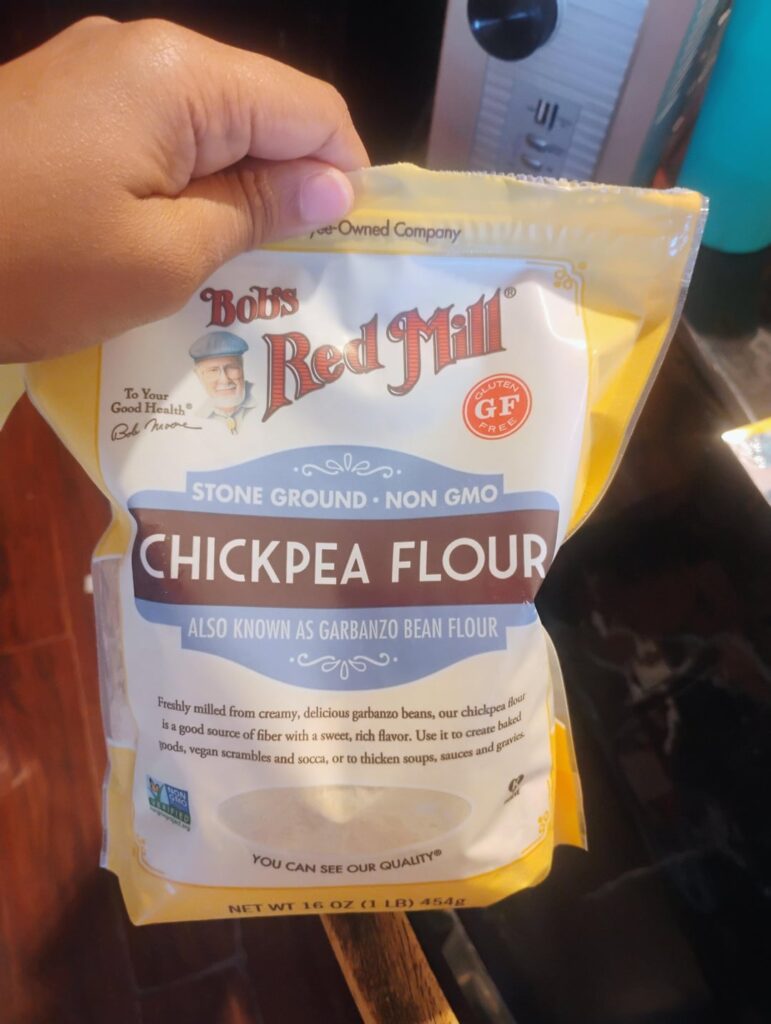 -Owned Company
Bob's
Red Mill®
To Your
Good Health®
Bob Moore
GLUTEN
GF
FREE
STONE GROUND · NON GMO
CHICKPEA FLOUR
ALSO KNOWN AS GARBANZO BEAN FLOUR
Freshly milled from creamy, delicious garbanzo beans, our chickpea flour
is a good source of fiber with a sweet, rich flavor. Use it to create baked
goods, vegan scrambles and socca, or to thicken soups, sauces and gravies.
NON
GMO
VERIFIED
nongmoproject.org
YOU CAN SEE OUR QUALITY®
NET WT 16 OZ (1 LB) 454g